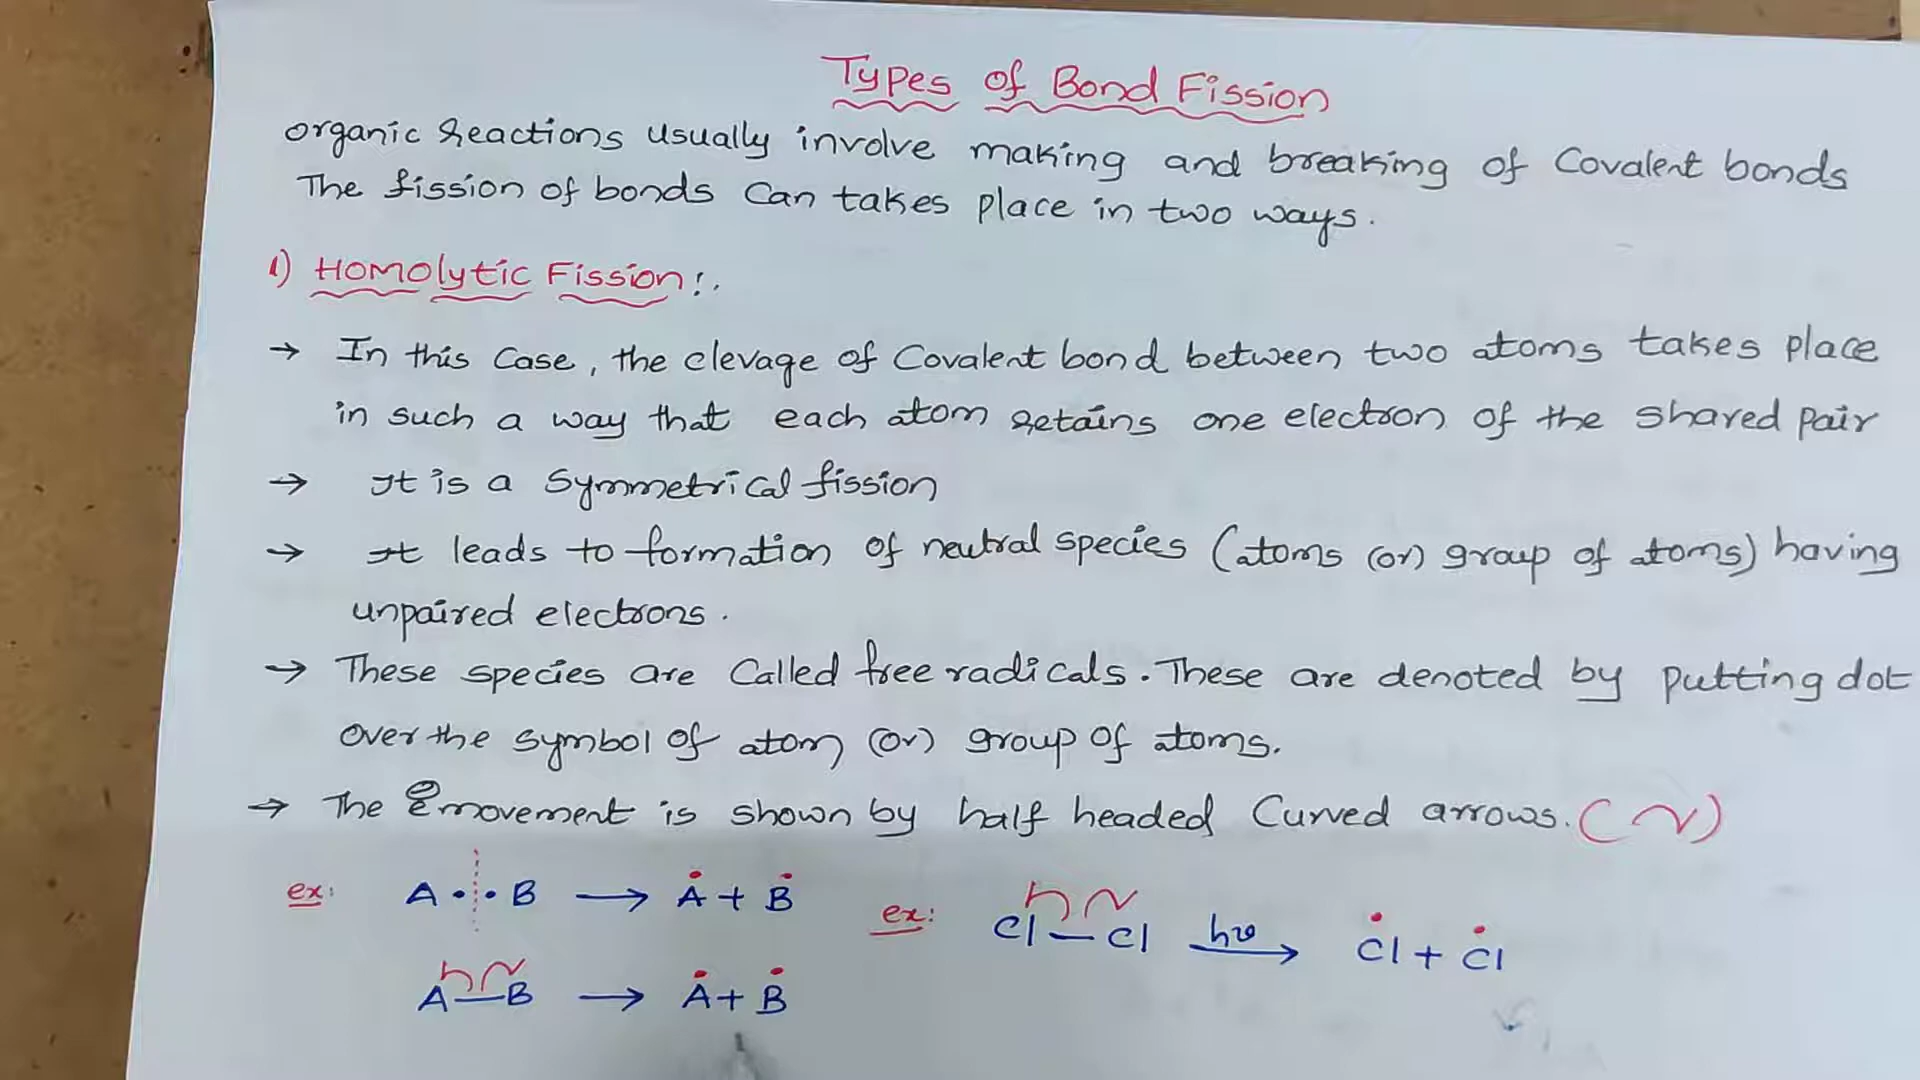 Types of Bond Fission
organic reactions usually involve making and breaking of Covalent bonds
The fission of bonds can takes place in two ways.
1) Homolytic Fission:.
→ In this case, the clevage of Covalent bond between two atoms takes place
in such a way that each atom retains one electron of the shared pair
→ It is a symmetrical fission
→ It leads to formation of neutral species (atoms (or) group of atoms) having
unpaired electrons.
→ These species are called free radicals. These are denoted by putting dot
over the symbol of atom (or) group of atoms.
→ The e⊖ movement is shown by half headed Curved arrows. (⇀)
ex: A •¦• B → Ȧ + Ḃ
ex: Cl — Cl hν→ Ċl + Ċl
A — B → Ȧ + Ḃ